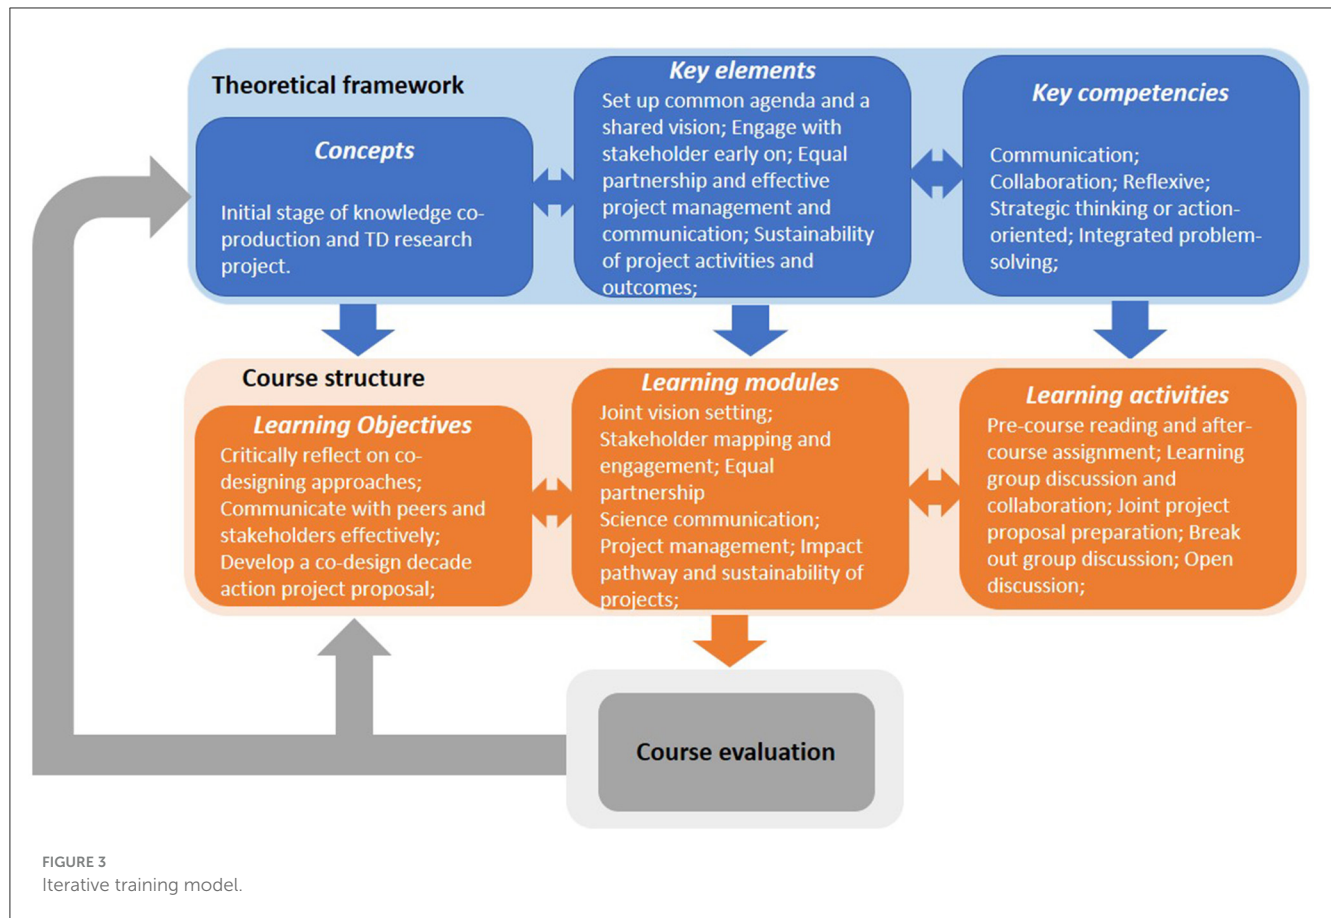 Theoretical framework
Concepts
Initial stage of knowledge co-
production and TD research
project.
Key elements
Set up common agenda and a
shared vision; Engage with
stakeholder early on; Equal
partnership and effective
project management and
communication; Sustainability
of project activities and
outcomes;
Key competencies
Communication;
Collaboration; Reflexive;
Strategic thinking or action-
oriented; Integrated problem-
solving;
Course structure
Learning Objectives
Critically reflect on co-
designing approaches;
Communicate with peers and
stakeholders effectively;
Develop a co-design decade
action project proposal;
Learning modules
Joint vision setting;
Stakeholder mapping and
engagement; Equal
partnership
Science communication;
Project management; Impact
pathway and sustainability of
projects;
Learning activities
Pre-course reading and after-
course assignment; Learning
group discussion and
collaboration; Joint project
proposal preparation; Break
out group discussion; Open
discussion;
Course evaluation
FIGURE 3
Iterative training model.